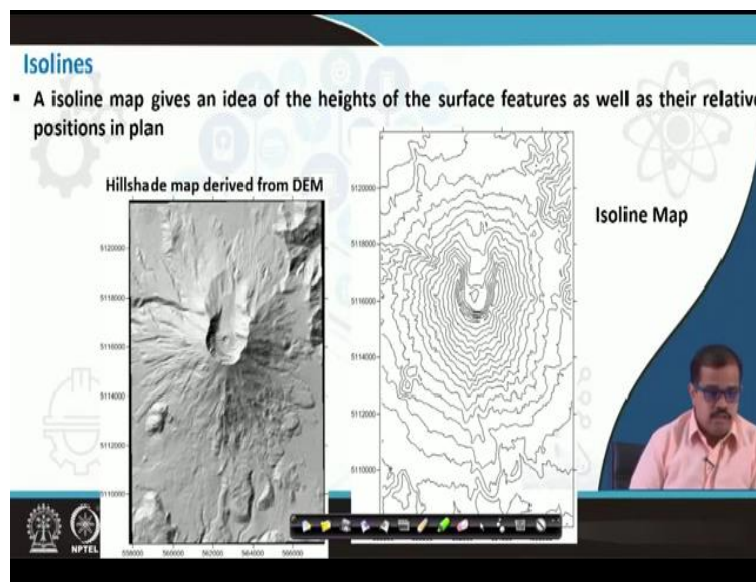 Isolines
▪ A isoline map gives an idea of the heights of the surface features as well as their relative
positions in plan
Hillshade map derived from DEM
Isoline Map
5120000
5118000
5116000
5114000
5112000
5110000
558000 560000 562000 564000 566000
5120000
5118000
5116000
5114000
5112000
5110000
NPTEL